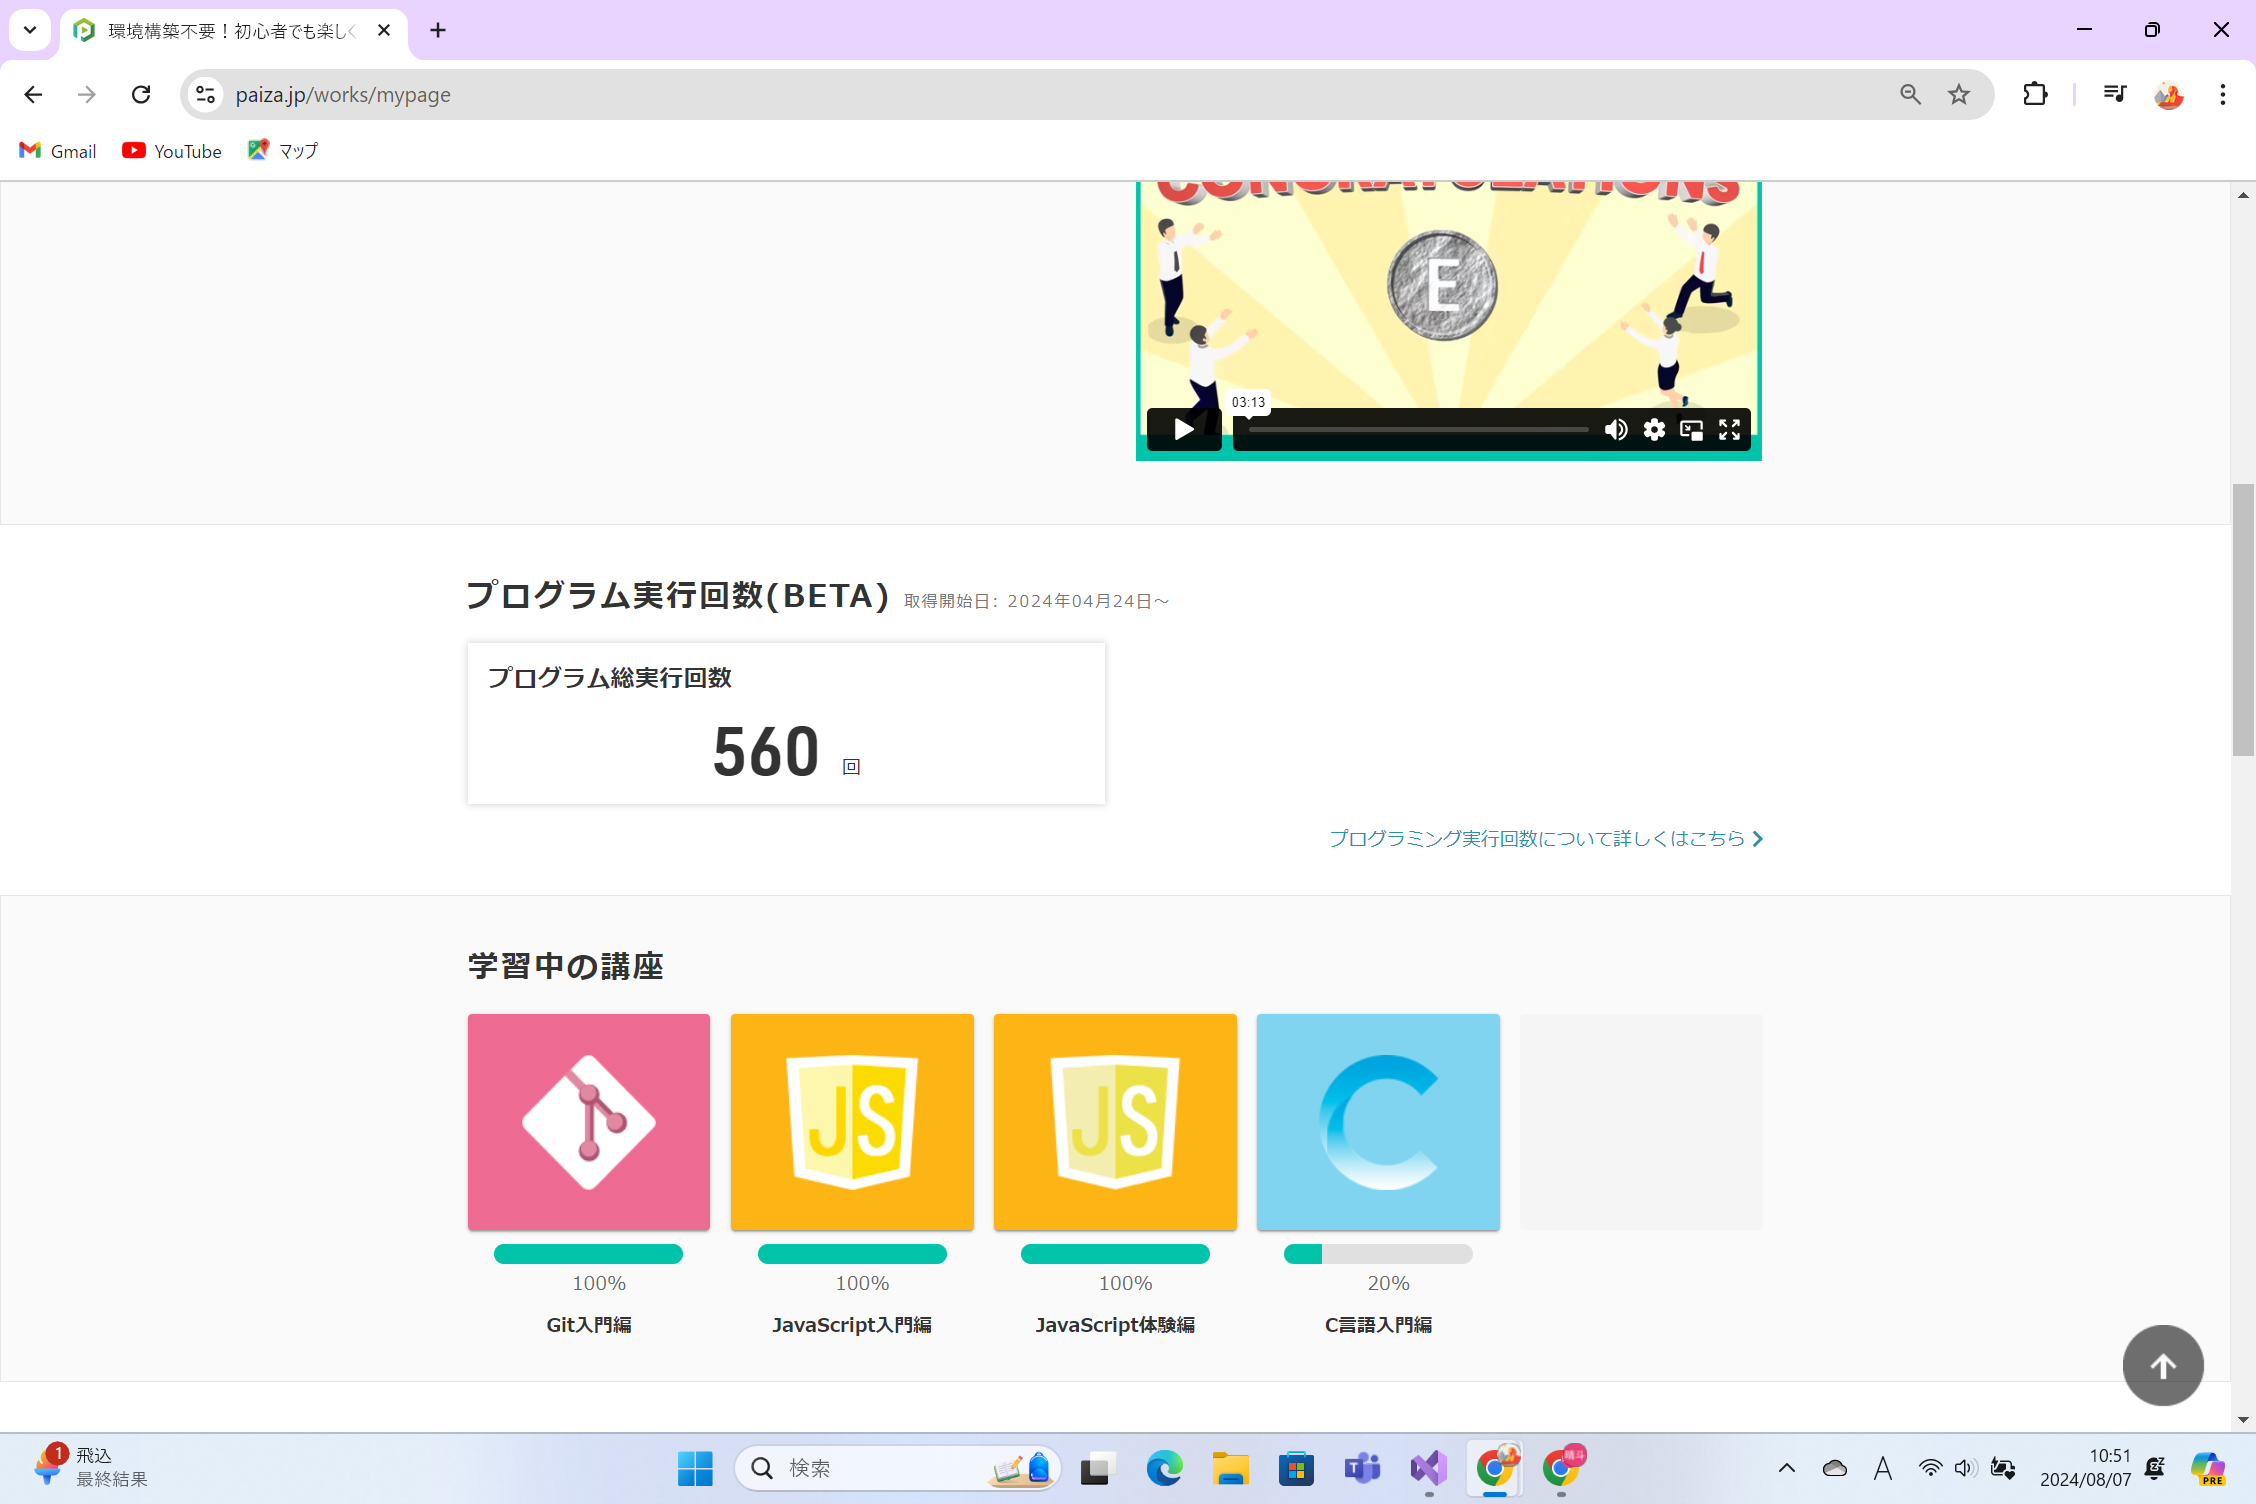 環境構築不要！初心者でも楽しく
paiza.jp/works/mypage
Gmail
YouTube
マップ
CONGRATULATIONS
E
03:13
プログラム実行回数(BETA) 取得開始日: 2024年04月24日～
プログラム総実行回数
560 回
プログラミング実行回数について詳しくはこちら
学習中の講座
JS
JS
C
100%
100%
100%
20%
Git入門編
JavaScript入門編
JavaScript体験編
C言語入門編
1
飛込
最終結果
検索
T
精斗
A
10:51
2024/08/07
PRE